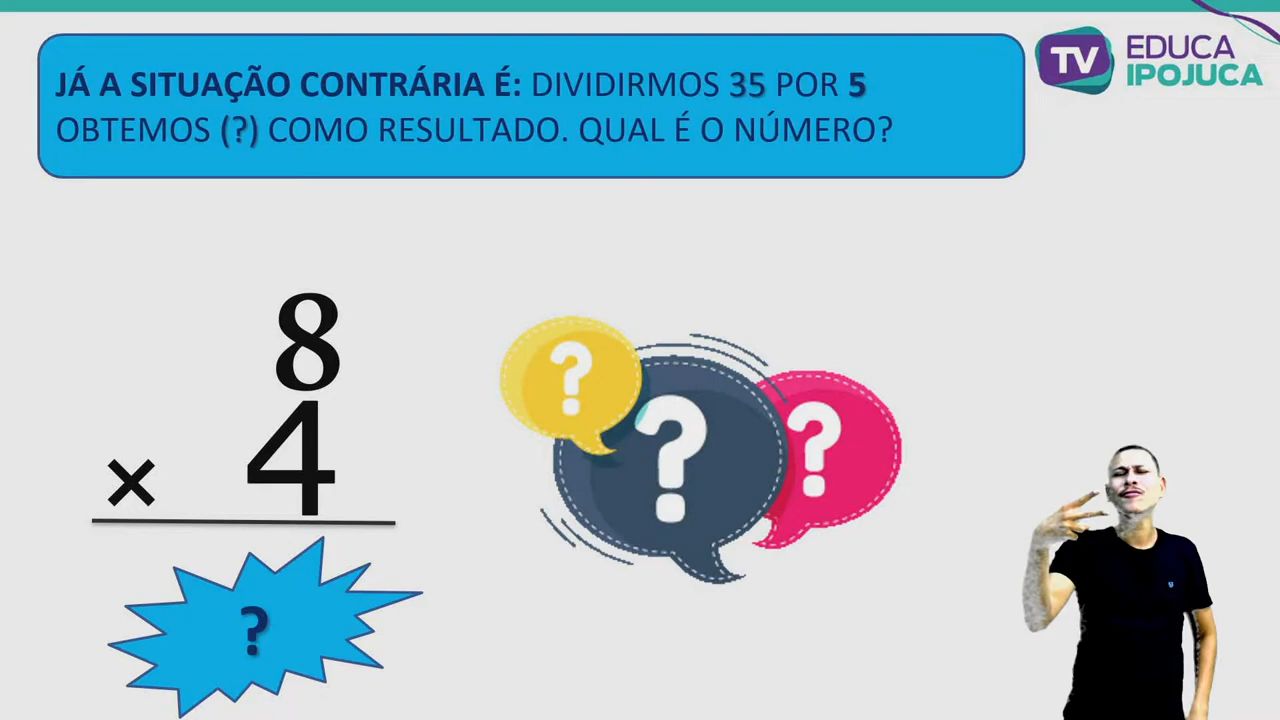 JÁ A SITUAÇÃO CONTRÁRIA É: DIVIDIRMOS 35 POR 5
OBTEMOS (?) COMO RESULTADO. QUAL É O NÚMERO?
TV EDUCA
IPOJUCA
8
× 4
?
? ? ?